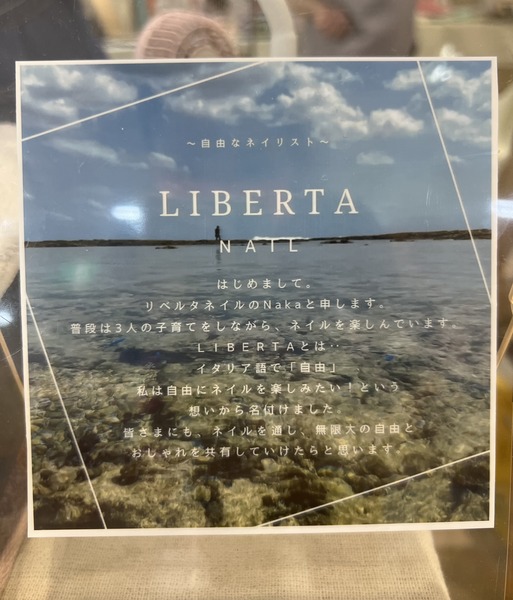 ～自由なネイリスト～
LIBERTA
NAIL
はじめまして。
リベルタネイルのNakaと申します。
普段は3人の子育てをしながら、ネイルを楽しんでいます。
LIBERTAとは‥
イタリア語で「自由」
私は自由にネイルを楽しみたい！という
想いから名付けました
皆さまにも、ネイルを通し、無限大の自由と
おしゃれを共有していけたらと思います。